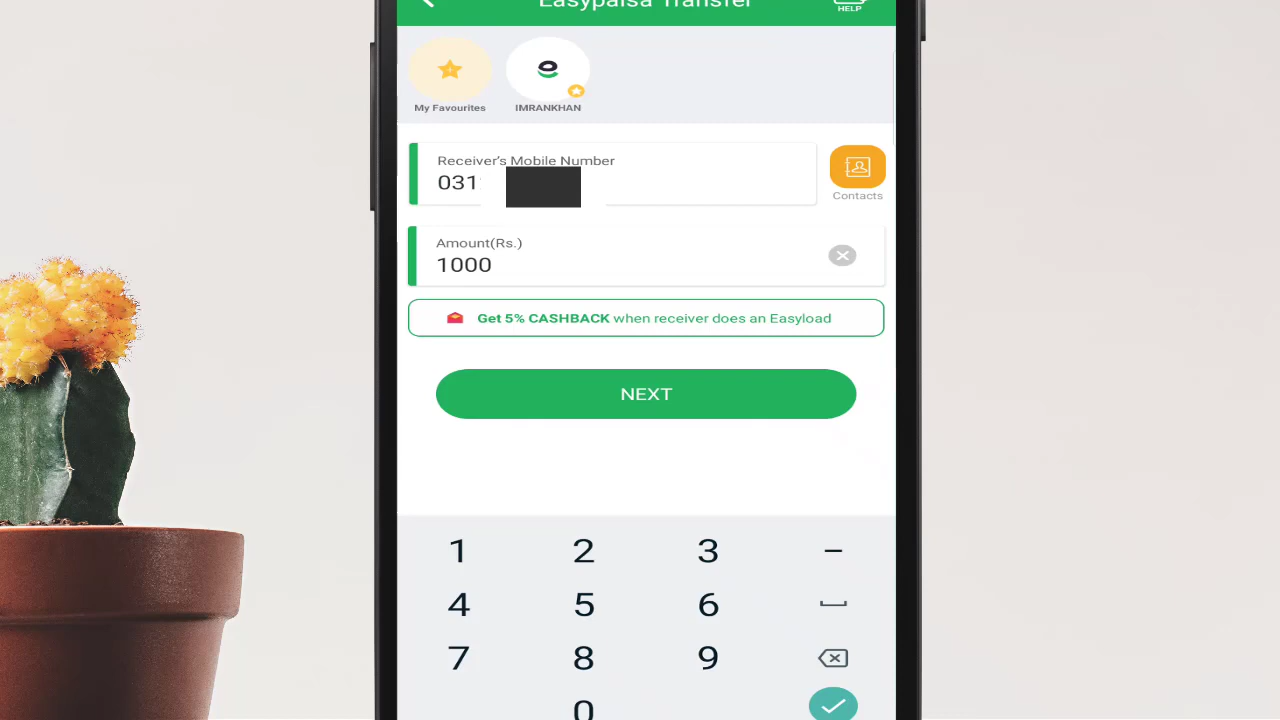 Easypaisa Transfer
HELP
My Favourites
IMRANKHAN
Receiver's Mobile Number
031
Contacts
Amount(Rs.)
1000
Get 5% CASHBACK when receiver does an Easyload
NEXT
1 2 3 –
4 5 6
7 8 9
0